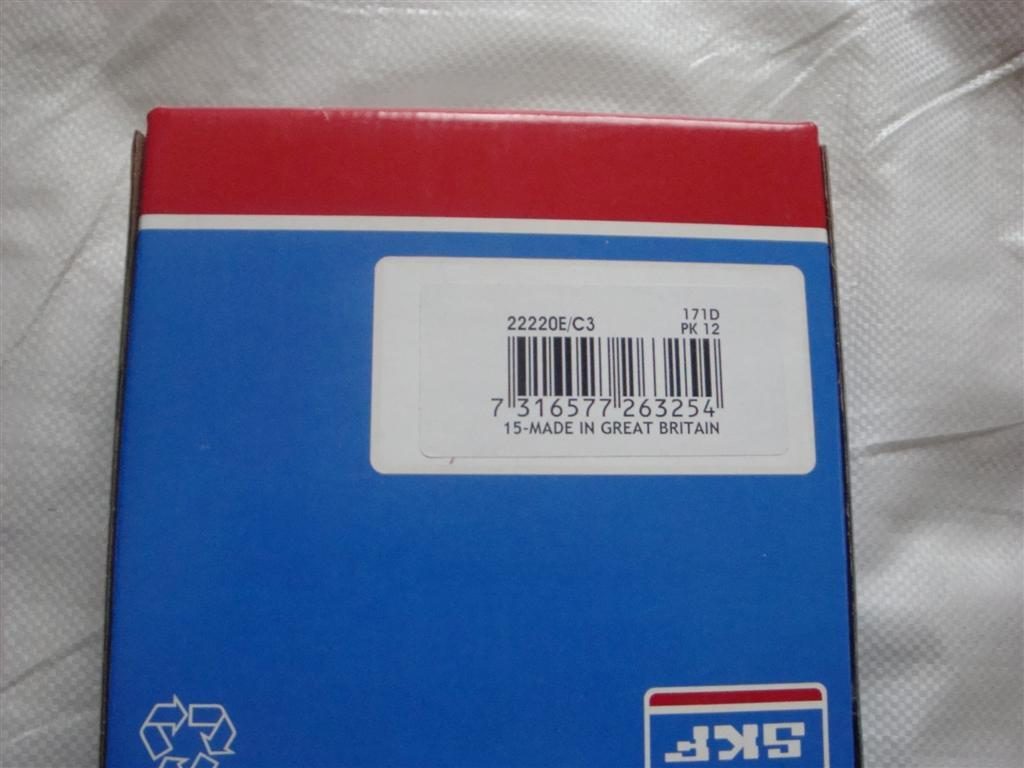 22220E/C3
171D
PK 12
7 316577 263254
15-MADE IN GREAT BRITAIN
SKF